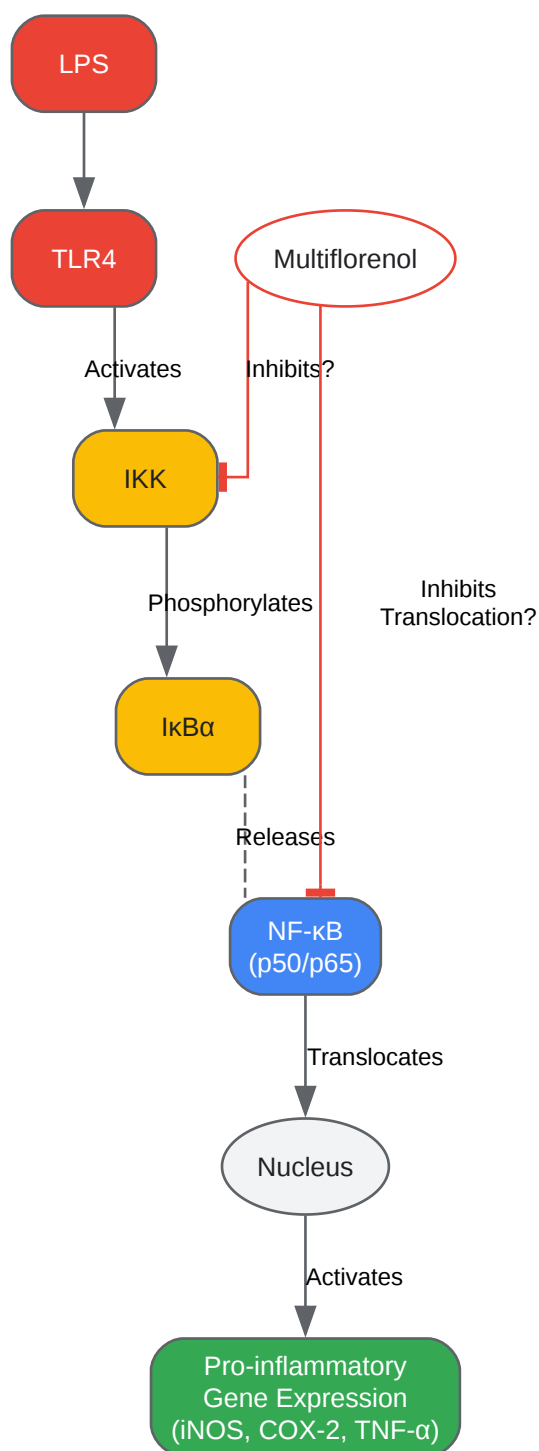 LPS
TLR4
Multiflorenol
Activates
Inhibits?
IKK
Phosphorylates
Inhibits
Translocation?
IκBα
Releases
NF-κB
(p50/p65)
Translocates
Nucleus
Activates
Pro-inflammatory
Gene Expression
(iNOS, COX-2, TNF-α)